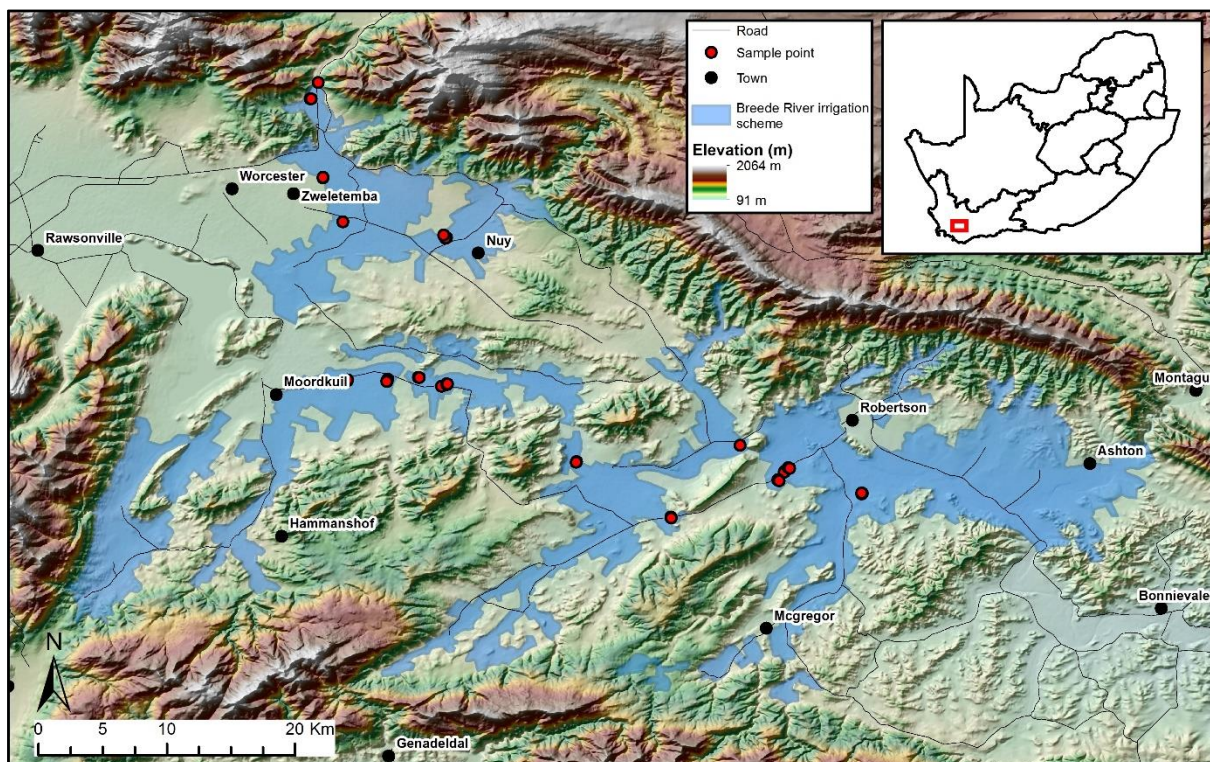 Road
Sample point
Town
Breede River irrigation
scheme
Elevation (m)
2064 m
91 m
Worcester
Zweletemba
Rawsonville
Nuy
Moordkuil
Montagu
Robertson
Ashton
Hammanshof
Bonnievale
Mcgregor
N
0 5 10 20 Km
Genadeldal